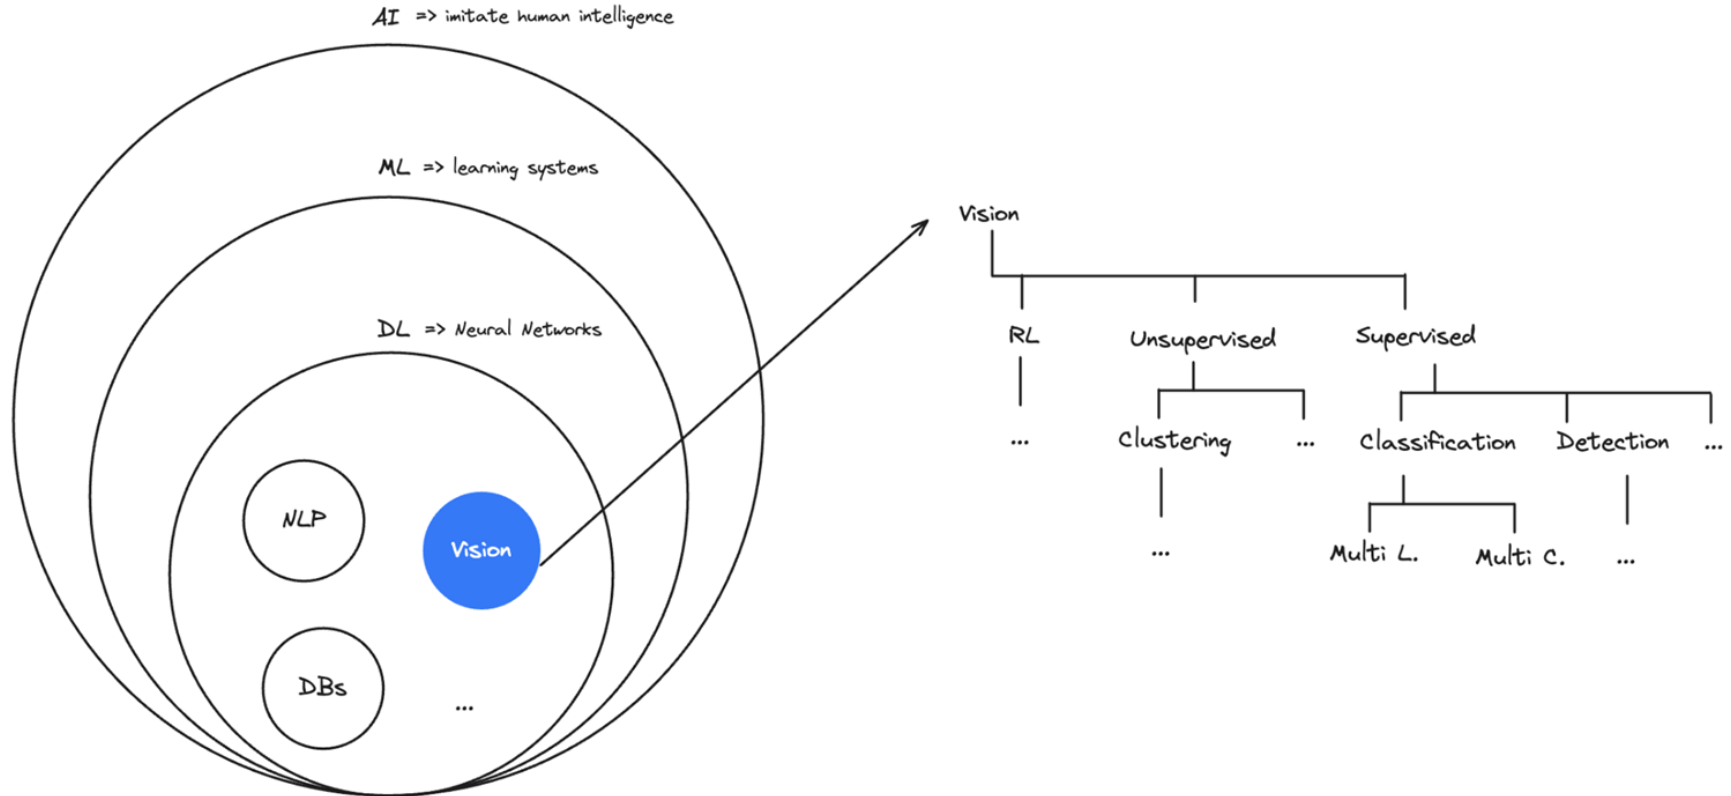 AI => imitate human intelligence
ML => learning systems
DL => Neural Networks
NLP
Vision
DBs
...
Vision
RL Unsupervised Supervised
... Clustering ... Classification Detection ...
... Multi L. Multi C. ...